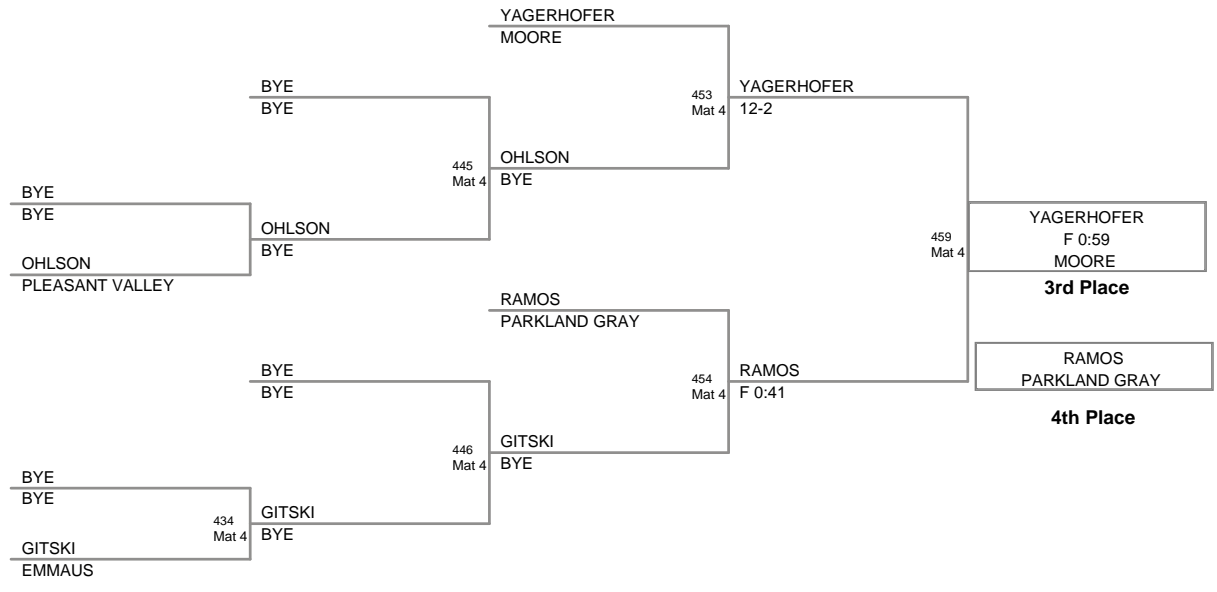 YAGERHOFER
MOORE
BYE
BYE
453
Mat 4
YAGERHOFER
12-2
445
Mat 4
OHLSON
BYE
BYE
BYE
OHLSON
BYE
OHLSON
PLEASANT VALLEY
459
Mat 4
YAGERHOFER
F 0:59
MOORE
3rd Place
RAMOS
PARKLAND GRAY
BYE
BYE
454
Mat 4
RAMOS
F 0:41
RAMOS
PARKLAND GRAY
4th Place
446
Mat 4
GITSKI
BYE
BYE
BYE
434
Mat 4
GITSKI
BYE
GITSKI
EMMAUS